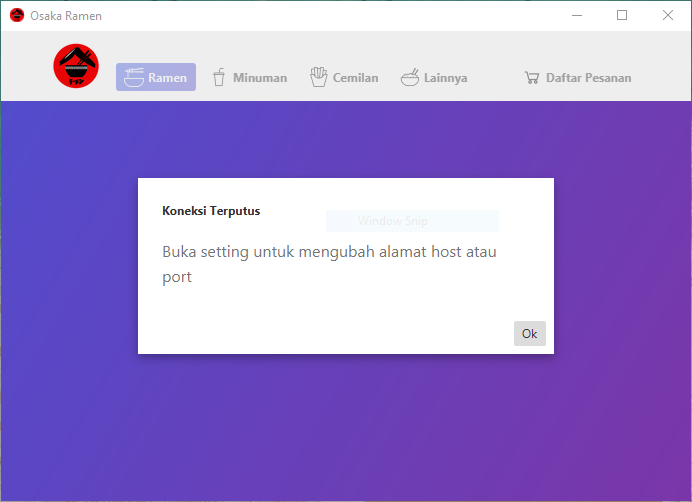 Osaka Ramen
Ramen
Minuman
Cemilan
Lainnya
Daftar Pesanan
Koneksi Terputus
Window Snip
Buka setting untuk mengubah alamat host atau
port
Ok